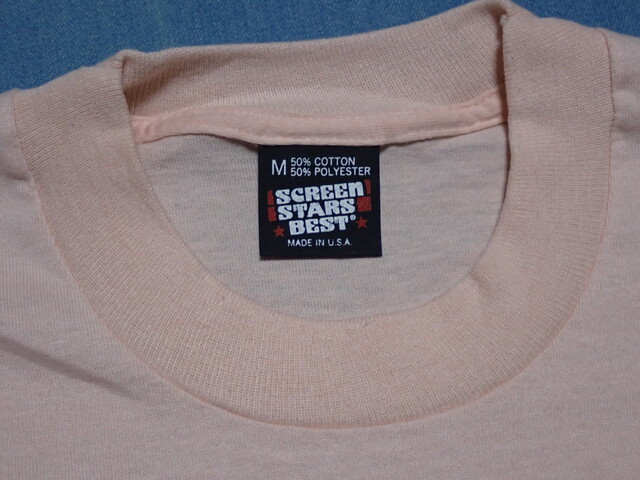 M 50% COTTON
50% POLYESTER
SCREEN
STARS
BEST®
MADE IN U.S.A.